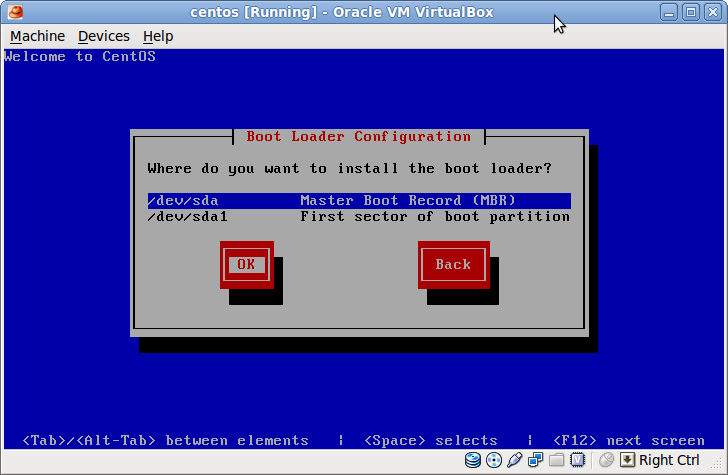 centos [Running] - Oracle VM VirtualBox
Machine Devices Help
Welcome to CentOS
Boot Loader Configuration
Where do you want to install the boot loader?
/dev/sda Master Boot Record (MBR)
/dev/sda1 First sector of boot partition
OK Back
<Tab>/<Alt-Tab> between elements | <Space> selects | <F12> next screen
Right Ctrl